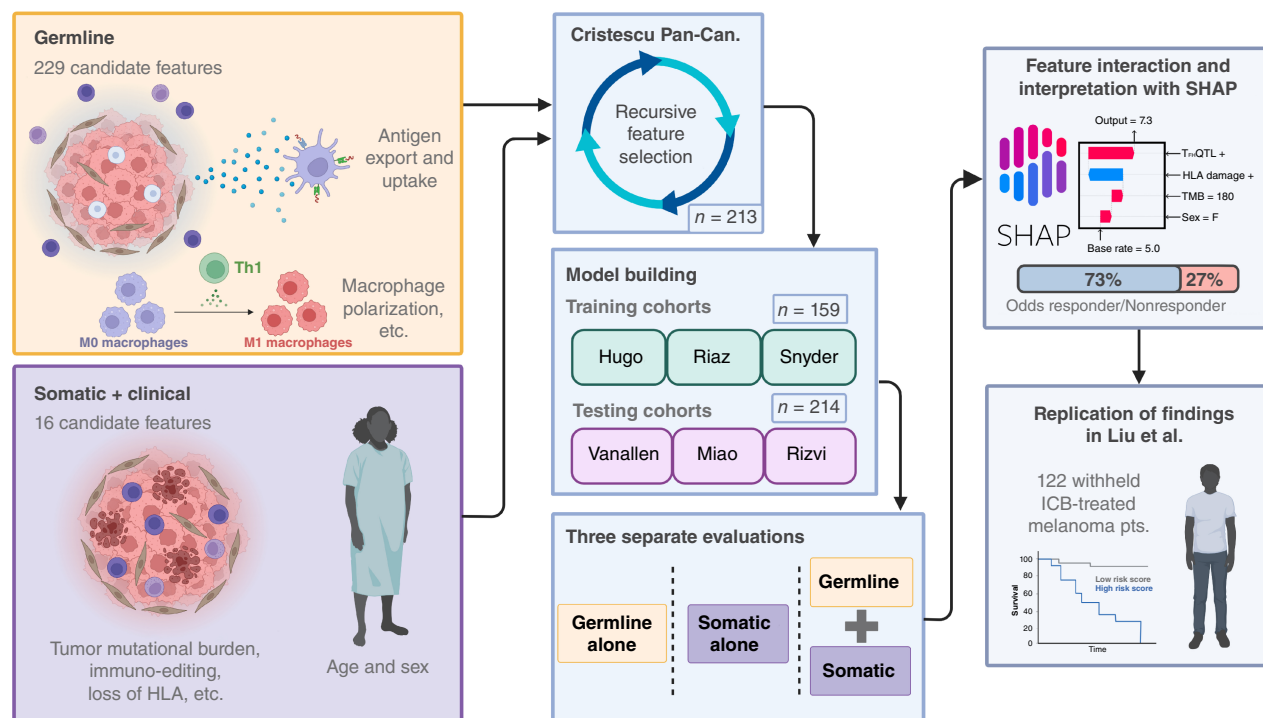 Germline
229 candidate features
Antigen
export and
uptake
Th1
Macrophage
polarization,
etc.
M0 macrophages
M1 macrophages
Somatic + clinical
16 candidate features
Tumor mutational burden,
immuno-editing,
loss of HLA, etc.
Age and sex
Cristescu Pan-Can.
Recursive
feature
selection
n = 213
Model building
Training cohorts
n = 159
Hugo
Riaz
Snyder
Testing cohorts
n = 214
Vanallen
Miao
Rizvi
Three separate evaluations
Germline
alone
Somatic
alone
Germline
+
Somatic
Feature interaction and
interpretation with SHAP
Output = 7.3
SHAP
TFHQTL +
HLA damage +
TMB = 180
Sex = F
Base rate = 5.0
73%
27%
Odds responder/Nonresponder
Replication of findings
in Liu et al.
122 withheld
ICB-treated
melanoma pts.
Survival
100
80
60
40
20
0
Low risk score
High risk score
Time